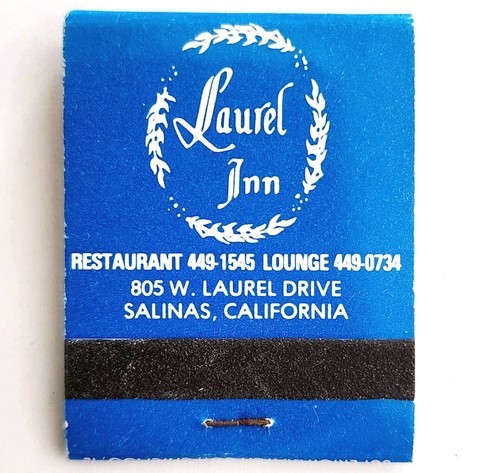 Laurel
Inn
RESTAURANT 449-1545 LOUNGE 449-0734
805 W. LAUREL DRIVE
SALINAS, CALIFORNIA